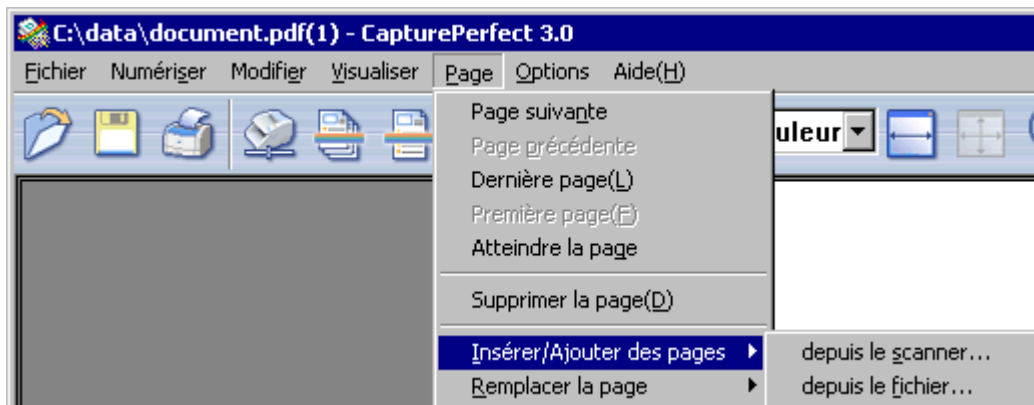 C:\data\document.pdf(1) - CapturePerfect 3.0
Fichier Numériser Modifier Visualiser Page Options Aide(H)
Page suivante
uleur
Page précédente
Dernière page(L)
Première page(F)
Atteindre la page
Supprimer la page(D)
Insérer/Ajouter des pages depuis le scanner...
Remplacer la page depuis le fichier...